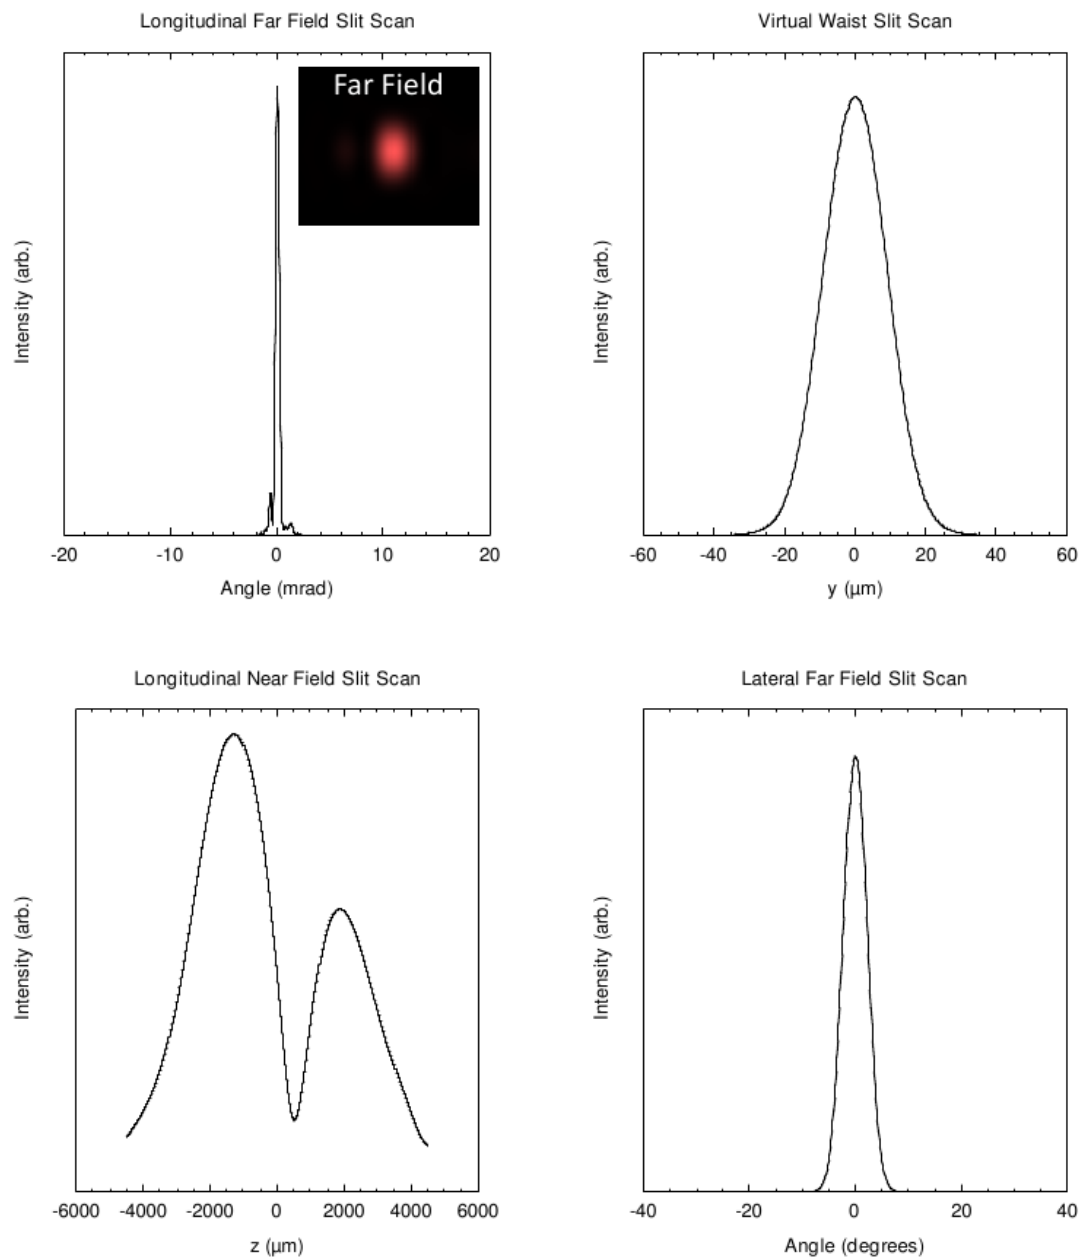 Longitudinal Far Field Slit Scan
Far Field
Intensity (arb.)
-20 -10 0 10 20
Angle (mrad)
Virtual Waist Slit Scan
Intensity (arb.)
-60 -40 -20 0 20 40 60
y (µm)
Longitudinal Near Field Slit Scan
Intensity (arb.)
-6000 -4000 -2000 0 2000 4000 6000
z (µm)
Lateral Far Field Slit Scan
Intensity (arb.)
-40 -20 0 20 40
Angle (degrees)